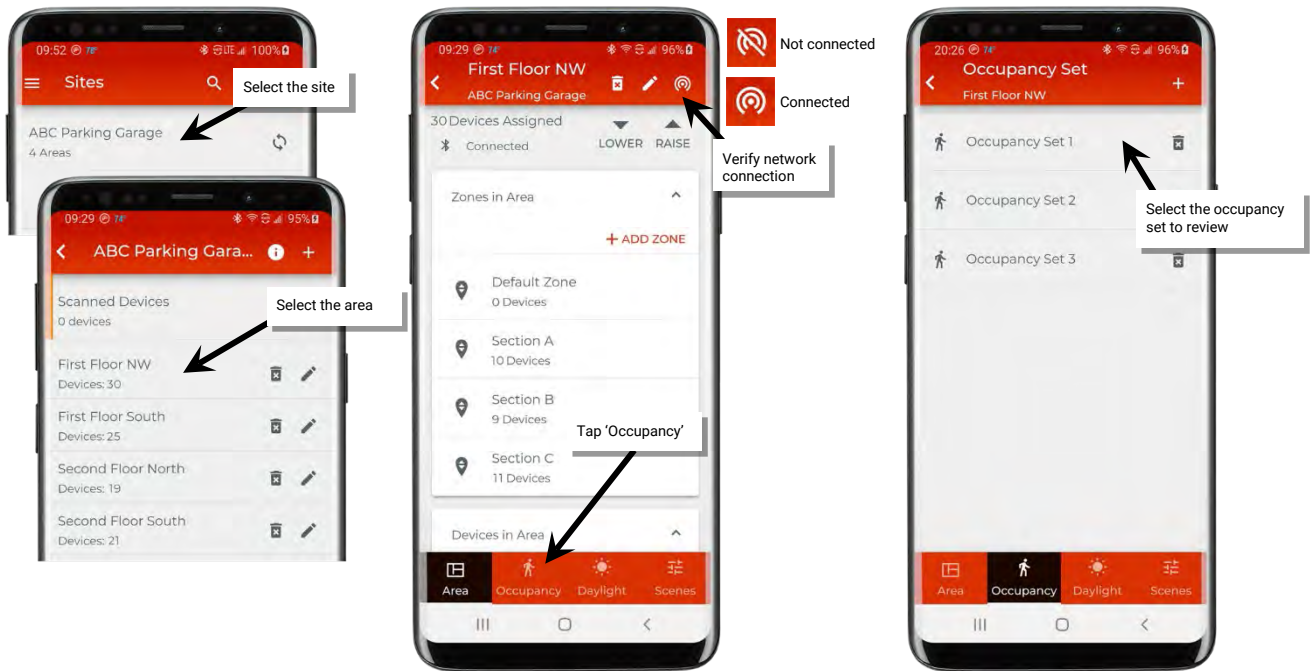 09:52 78° LTE 100%
Sites
Select the site
ABC Parking Garage
4 Areas
09:29 74° 95%
ABC Parking Gara...
Scanned Devices
0 devices
Select the area
First Floor NW
Devices: 30
First Floor South
Devices: 25
Second Floor North
Devices: 19
Second Floor South
Devices: 21
09:29 74° 96%
First Floor NW
ABC Parking Garage
30 Devices Assigned
Connected
LOWER RAISE
Not connected
Connected
Verify network
connection
Zones in Area
+ ADD ZONE
Default Zone
0 Devices
Section A
10 Devices
Section B
9 Devices
Tap ‘Occupancy’
Section C
11 Devices
Devices in Area
Area Occupancy Daylight Scenes
20:26 74° 96%
Occupancy Set
First Floor NW
Occupancy Set 1
Occupancy Set 2
Select the occupancy
set to review
Occupancy Set 3
Area Occupancy Daylight Scenes